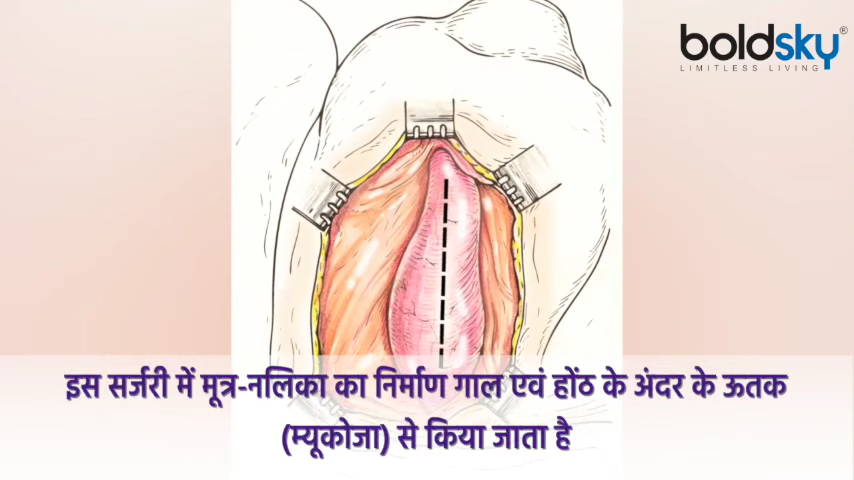 boldsky®
LIMITLESS LIVING
इस सर्जरी में मूत्र-नलिका का निर्माण गाल एवं होंठ के अंदर के ऊतक
(म्यूकोजा) से किया जाता है